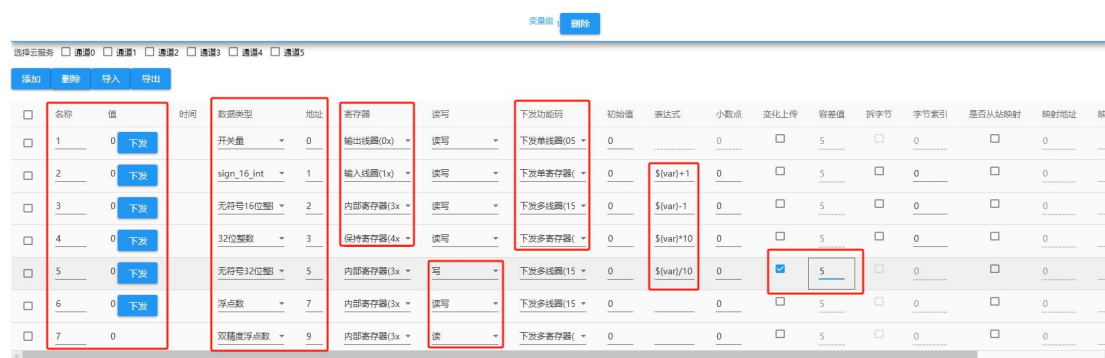 变量组 1 删除
选择云服务 通道0 通道1 通道2 通道3 通道4 通道5
添加 删除 导入 导出
名称 值 时间 数据类型 地址 寄存器 读写 下发功能码 初始值 表达式 小数点 变化上传 容差值 拆字节 字节索引 是否从站映射 映射地址
1 0 下发 开关量 0 输出线圈(0x) 读写 下发单线圈(05 0 0 5 0 0
2 0 下发 sign_16_int 1 输入线圈(1x) 读写 下发单寄存器( 0 ${var}+1 0 5 0 0
3 0 下发 无符号16位整 2 内部寄存器(3x 读写 下发多线圈(15 0 ${var}-1 0 5 0 0
4 0 下发 32位整数 3 保持寄存器(4x 读写 下发多寄存器( 0 ${var}*10 0 5 0 0
5 0 下发 无符号32位整 5 内部寄存器(3x 写 下发多线圈(15 0 ${var}/10 0 5 0 0
6 0 下发 浮点数 7 内部寄存器(3x 读写 下发多线圈(15 0 0 5 0 0
7 0 双精度浮点数 9 内部寄存器(3x 读 下发多寄存器( 0 0 5 0 0